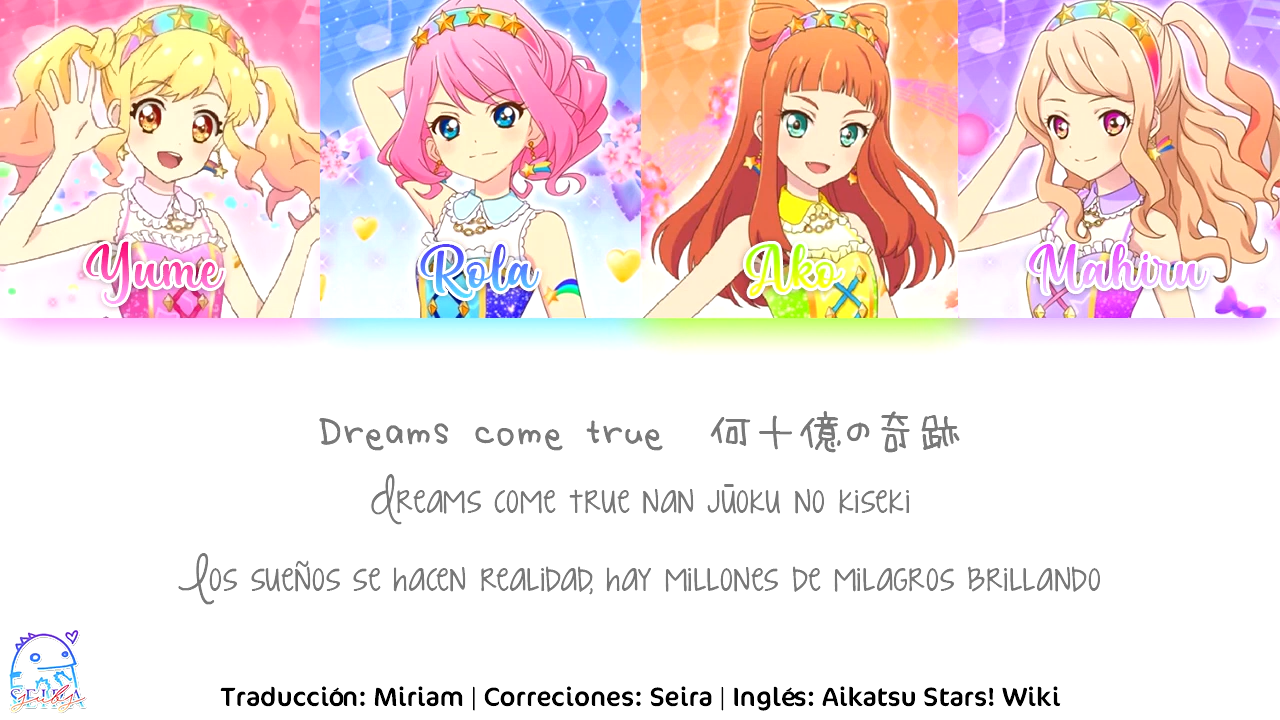 Yume
Rola
Ako
Mahiru
Dreams come true 何十億の奇跡
Dreams come true nan jūoku no kiseki
Los sueños se hacen realidad, hay millones de milagros brillando
SEIRA
Traducción: Miriam | Correciones: Seira | Inglés: Aikatsu Stars! Wiki